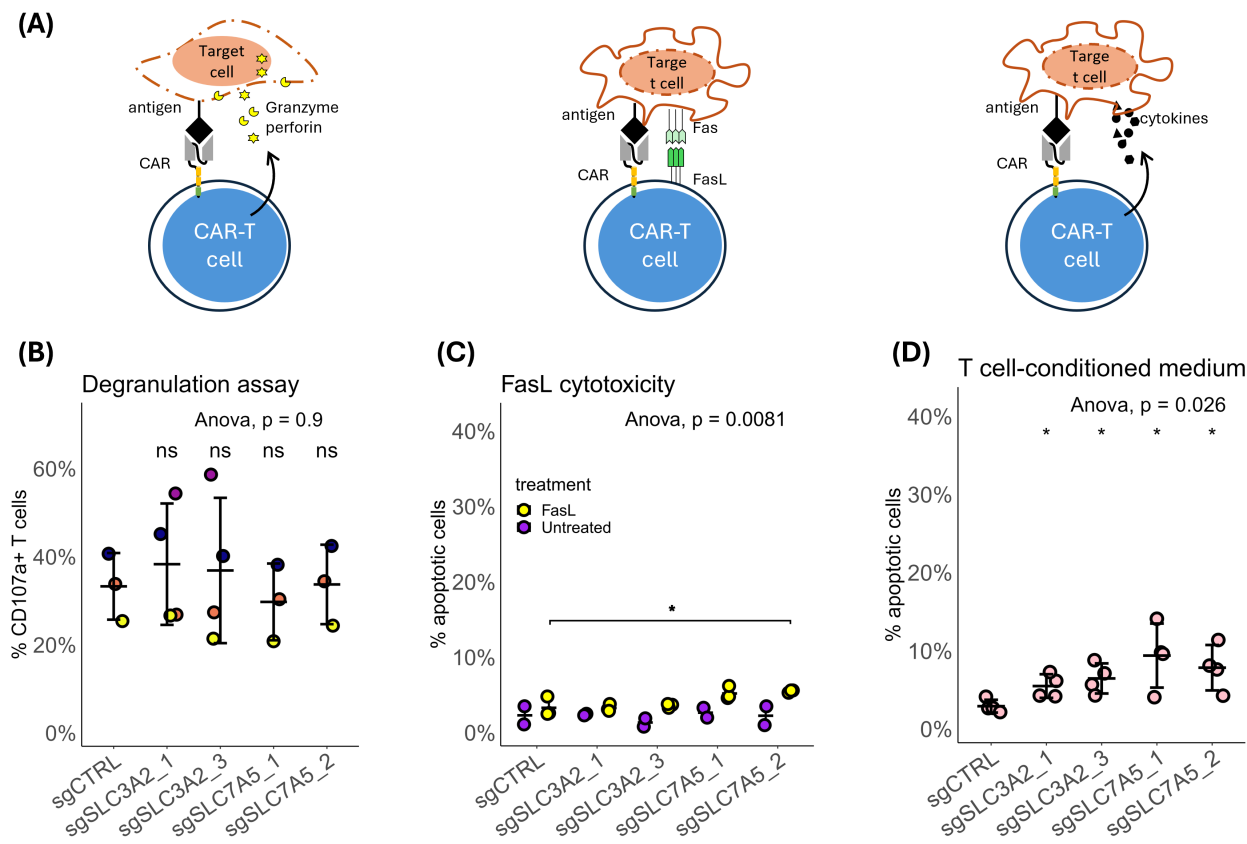 (A)
Target
cell
Granzyme
perforin
antigen
CAR
CAR-T
cell
Targe
t cell
antigen
Fas
CAR
FasL
CAR-T
cell
Targe
t cell
antigen
cytokines
CAR
CAR-T
cell
(B)
Degranulation assay
Anova, p = 0.9
ns
ns
ns
ns
% CD107a+ T cells
60%
40%
20%
0%
sgCTRL
sgSLC3A2_1
sgSLC3A2_3
sgSLC7A5_1
sgSLC7A5_2
(C)
FasL cytotoxicity
Anova, p = 0.0081
% apoptotic cells
40%
30%
20%
10%
0%
treatment
FasL
Untreated
*
sgCTRL
sgSLC3A2_1
sgSLC3A2_3
sgSLC7A5_1
sgSLC7A5_2
(D)
T cell-conditioned medium
Anova, p = 0.026
*
*
*
*
% apoptotic cells
40%
30%
20%
10%
0%
sgCTRL
sgSLC3A2_1
sgSLC3A2_3
sgSLC7A5_1
sgSLC7A5_2